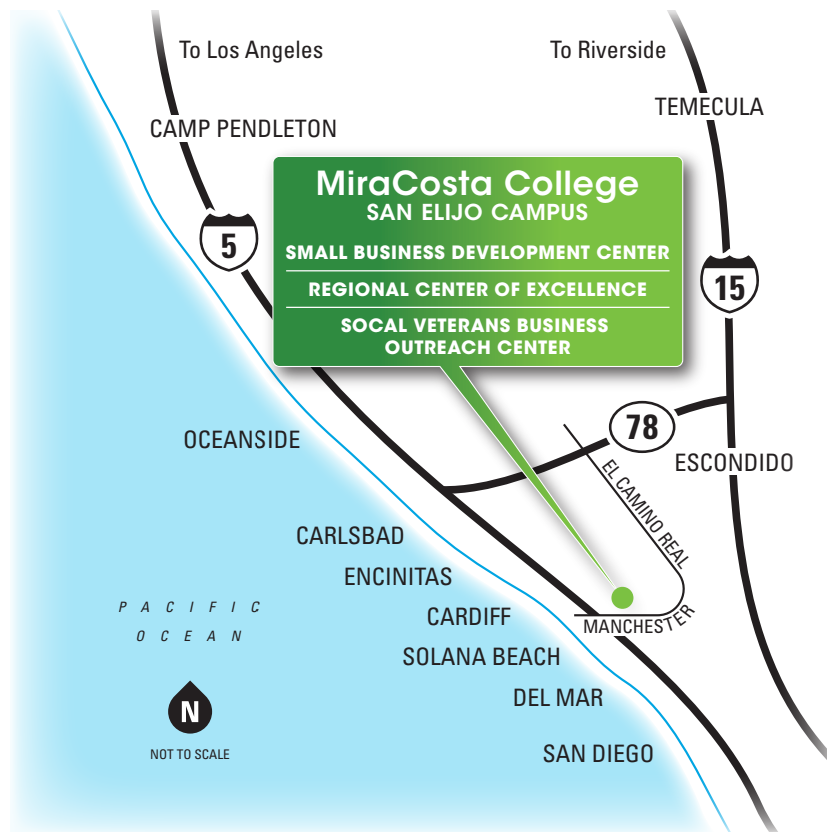 To Los Angeles
To Riverside
TEMECULA
CAMP PENDLETON
MiraCosta College
SAN ELIJO CAMPUS
SMALL BUSINESS DEVELOPMENT CENTER
REGIONAL CENTER OF EXCELLENCE
SOCAL VETERANS BUSINESS
OUTREACH CENTER
5
15
78
OCEANSIDE
ESCONDIDO
EL CAMINO REAL
CARLSBAD
ENCINITAS
CARDIFF
MANCHESTER
SOLANA BEACH
DEL MAR
SAN DIEGO
PACIFIC
OCEAN
N
NOT TO SCALE